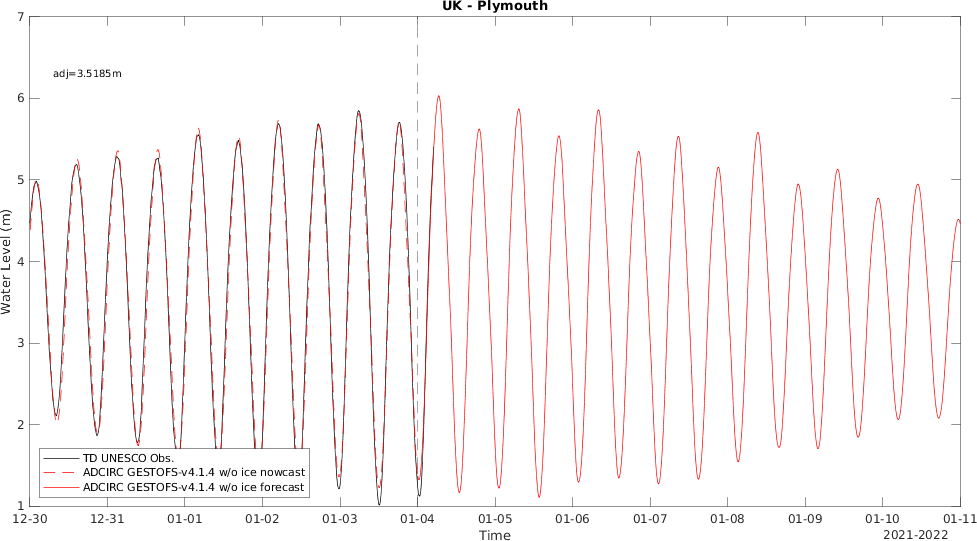 UK - Plymouth
7
adj=3.5185m
6
5
4
3
2
1
Water Level (m)
TD UNESCO Obs.
ADCIRC GESTOFS-v4.1.4 w/o ice nowcast
ADCIRC GESTOFS-v4.1.4 w/o ice forecast
12-30 12-31 01-01 01-02 01-03 01-04 01-05 01-06 01-07 01-08 01-09 01-10 01-11
Time
2021-2022